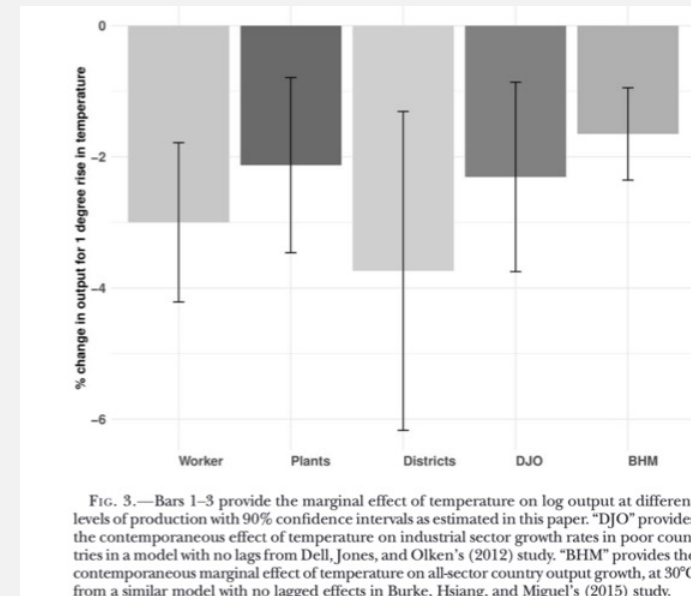 % change in output for 1 degree rise in temperature
0
−2
−4
−6
Worker Plants Districts DJO BHM
FIG. 3.—Bars 1–3 provide the marginal effect of temperature on log output at differen
levels of production with 90% confidence intervals as estimated in this paper. “DJO” provide
the contemporaneous effect of temperature on industrial sector growth rates in poor coun
tries in a model with no lags from Dell, Jones, and Olken’s (2012) study. “BHM” provides the
contemporaneous marginal effect of temperature on all-sector country output growth, at 30°C
from a similar model with no lagged effects in Burke, Hsiang, and Miguel’s (2015) study.